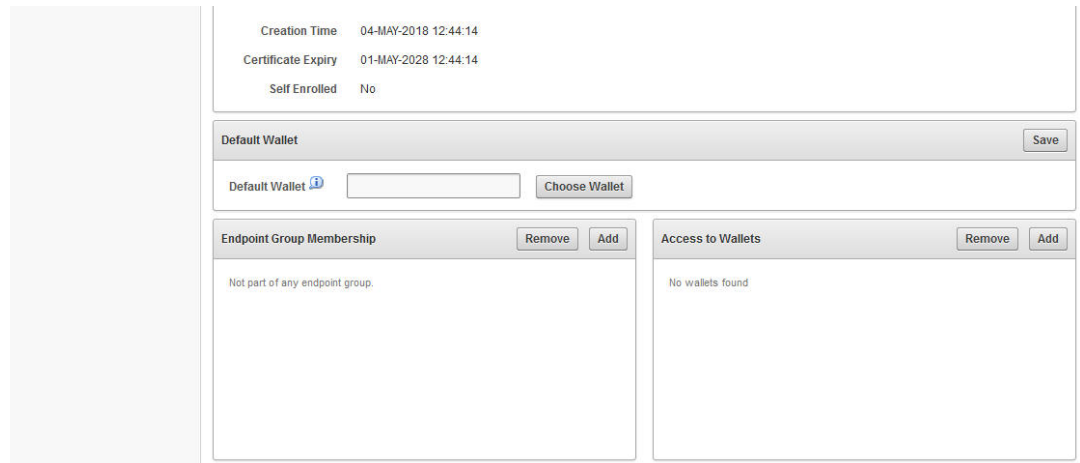 Creation Time 04-MAY-2018 12:44:14
Certificate Expiry 01-MAY-2028 12:44:14
Self Enrolled No
Default Wallet Save
Default Wallet Choose Wallet
Endpoint Group Membership Remove Add
Not part of any endpoint group.
Access to Wallets Remove Add
No wallets found